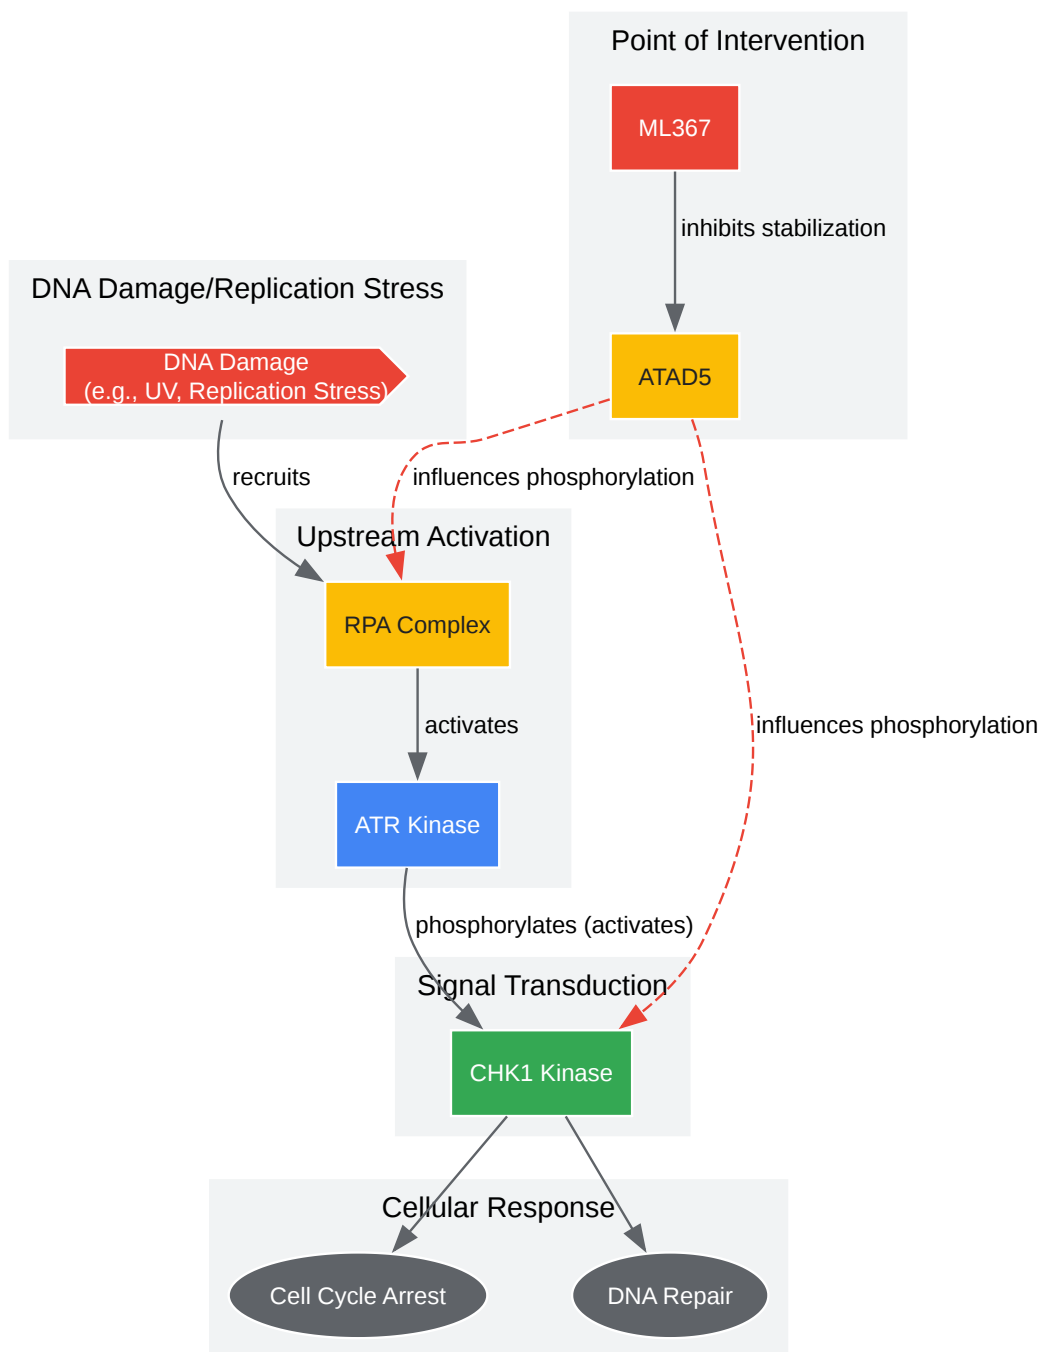 Point of Intervention
ML367
inhibits stabilization
DNA Damage/Replication Stress
DNA Damage
(e.g., UV, Replication Stress)
ATAD5
recruits
influences phosphorylation
Upstream Activation
RPA Complex
activates
influences phosphorylation
ATR Kinase
phosphorylates (activates)
Signal Transduction
CHK1 Kinase
Cellular Response
Cell Cycle Arrest
DNA Repair